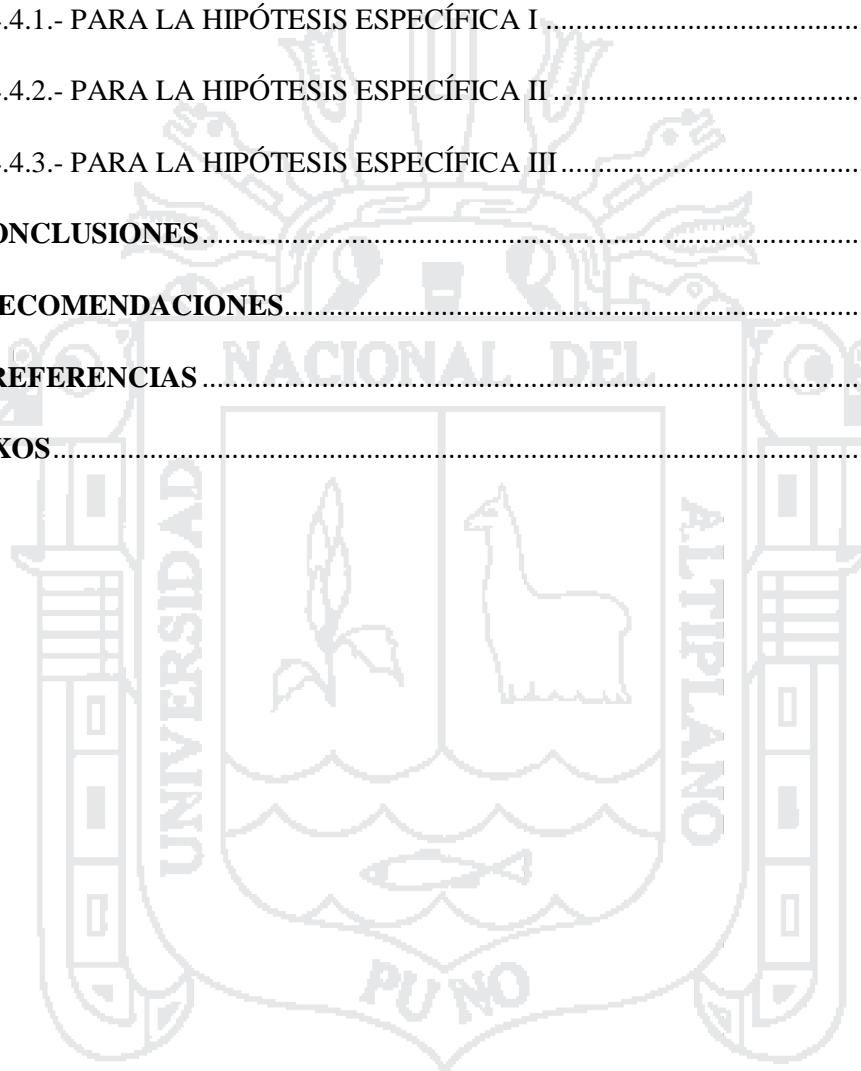 .4.1.- PARA LA HIPÓTESIS ESPECÍFICA I ........................................................
.4.2.- PARA LA HIPÓTESIS ESPECÍFICA II ........................................................
.4.3.- PARA LA HIPÓTESIS ESPECÍFICA III ........................................................
ONCLUSIONES ........................................................
ECOMENDACIONES ........................................................
REFERENCIAS ........................................................
XOS ........................................................
NACIONAL DEL
UNIVERSIDAD
ALTIPLANO
PUNO